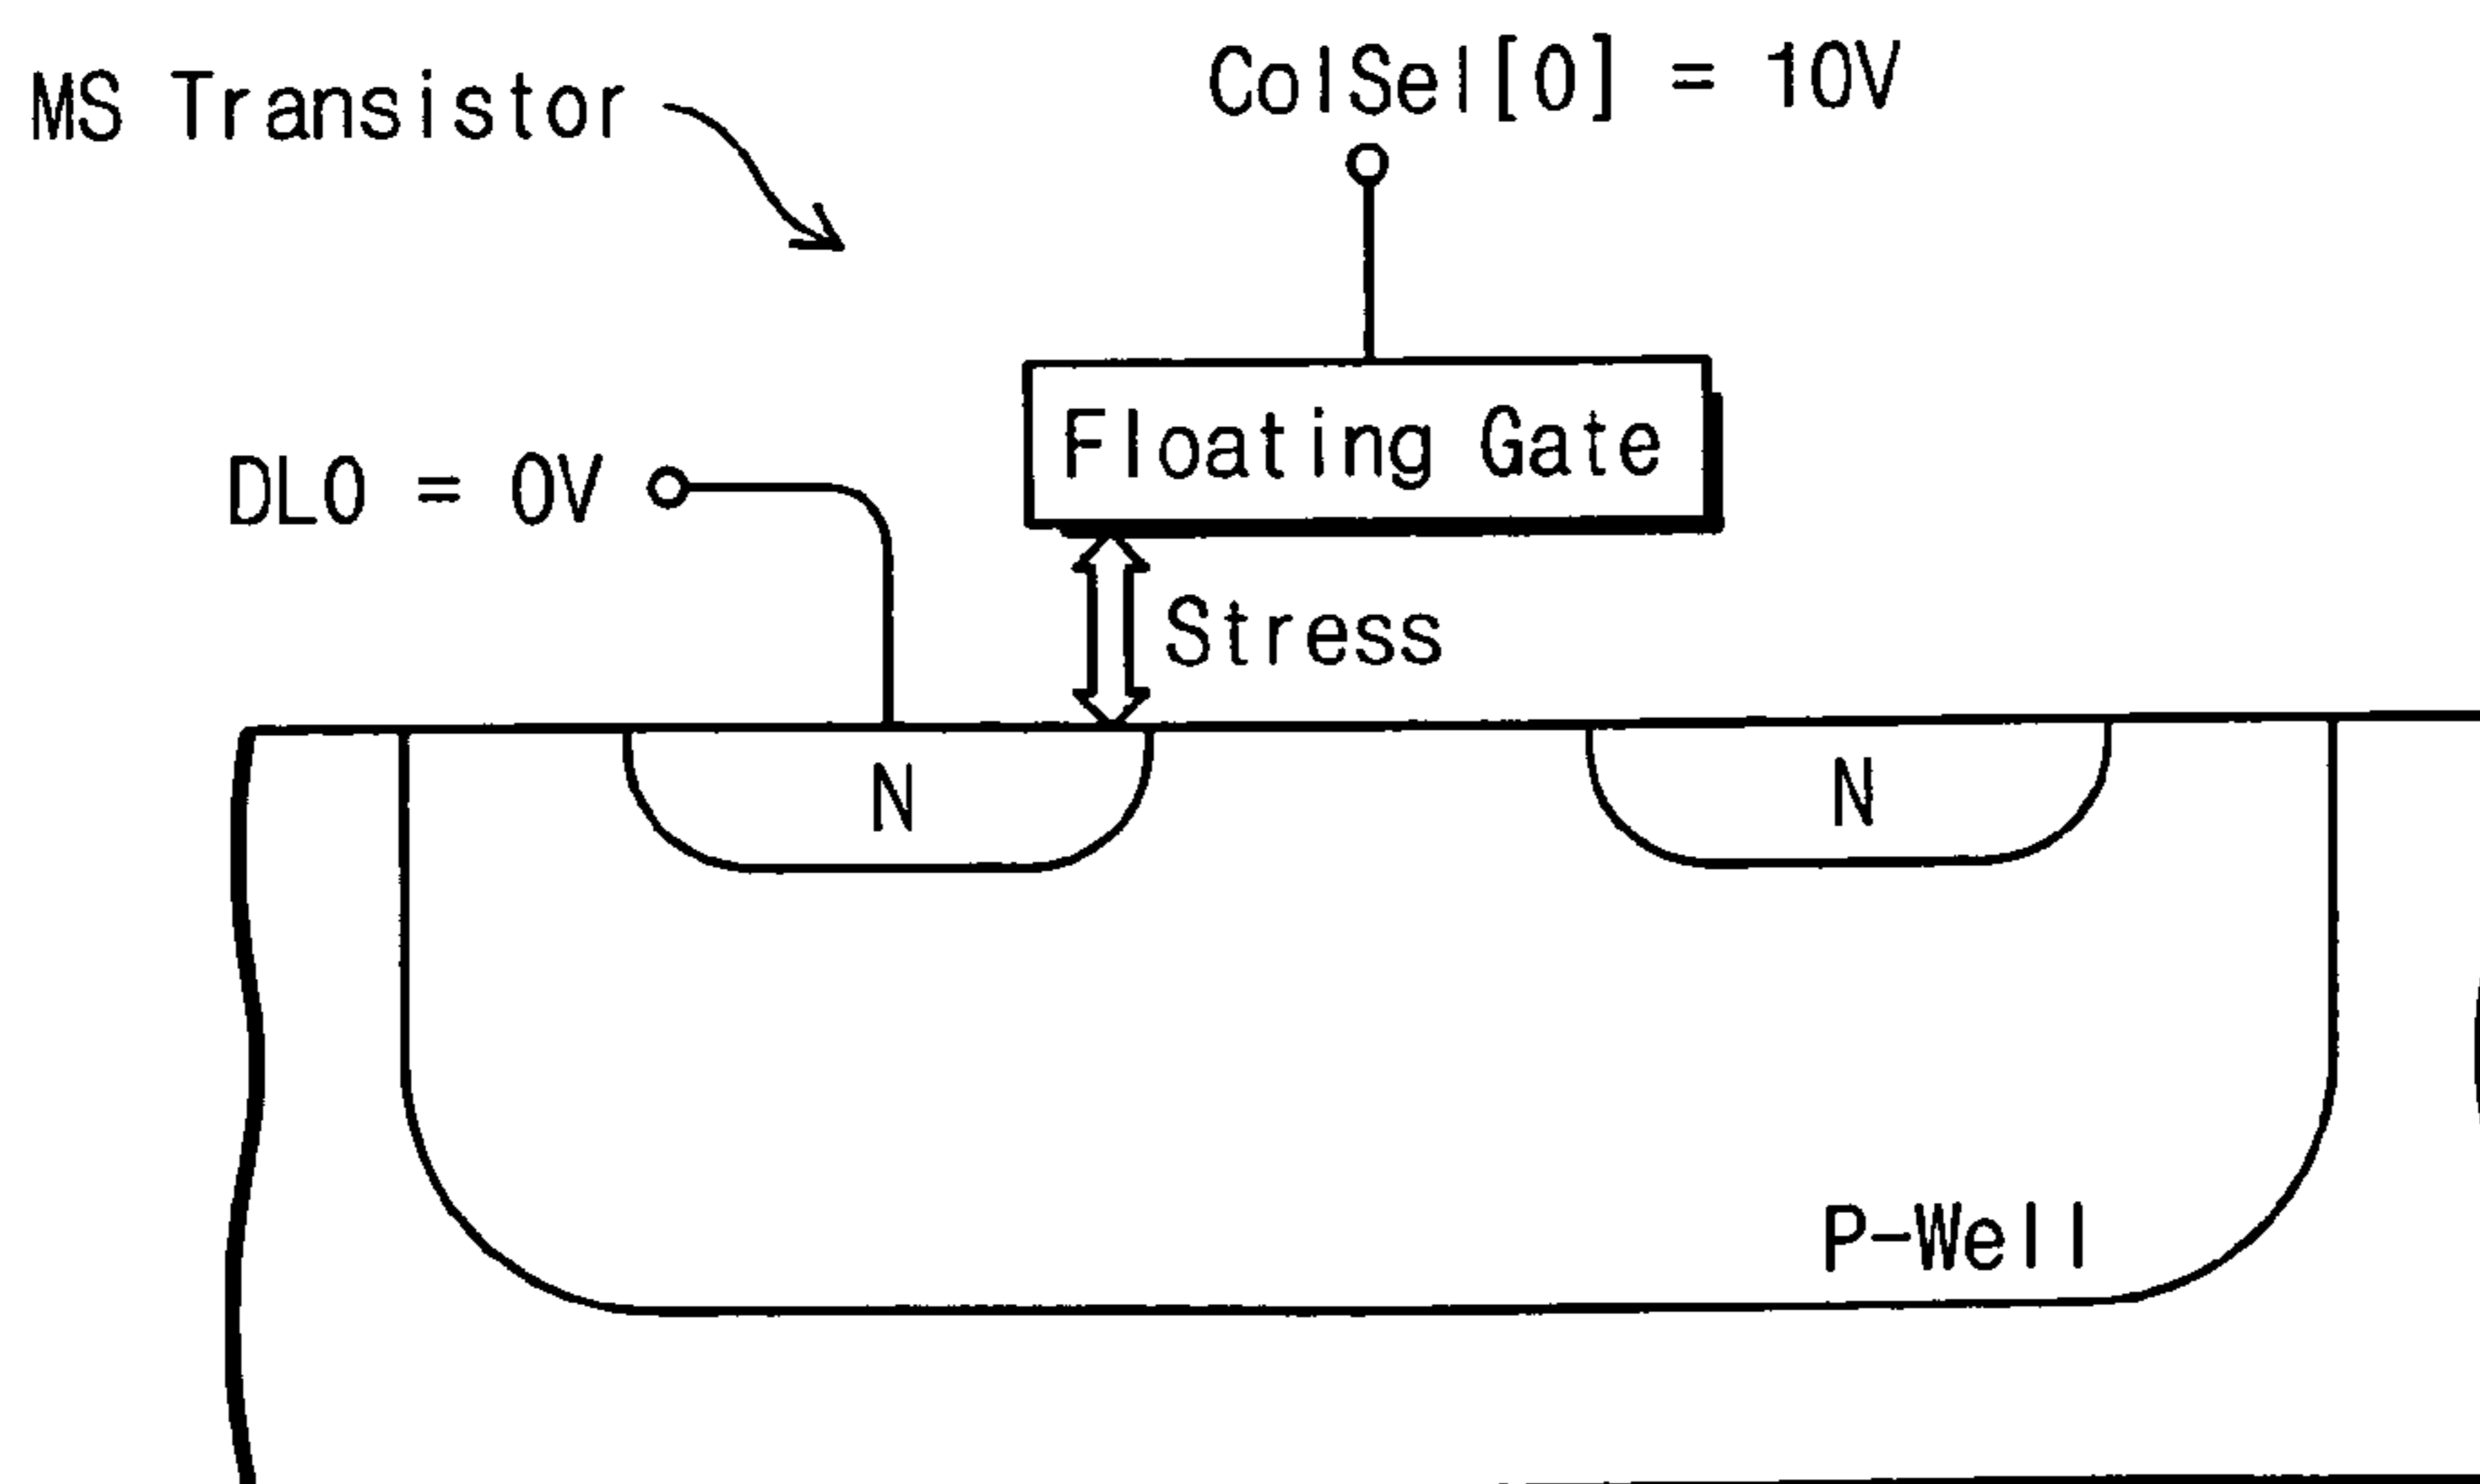 ColSel[0] = 10V
MS Transistor
Floating Gate
DL0 = 0V
Stress
N
N
P-Well